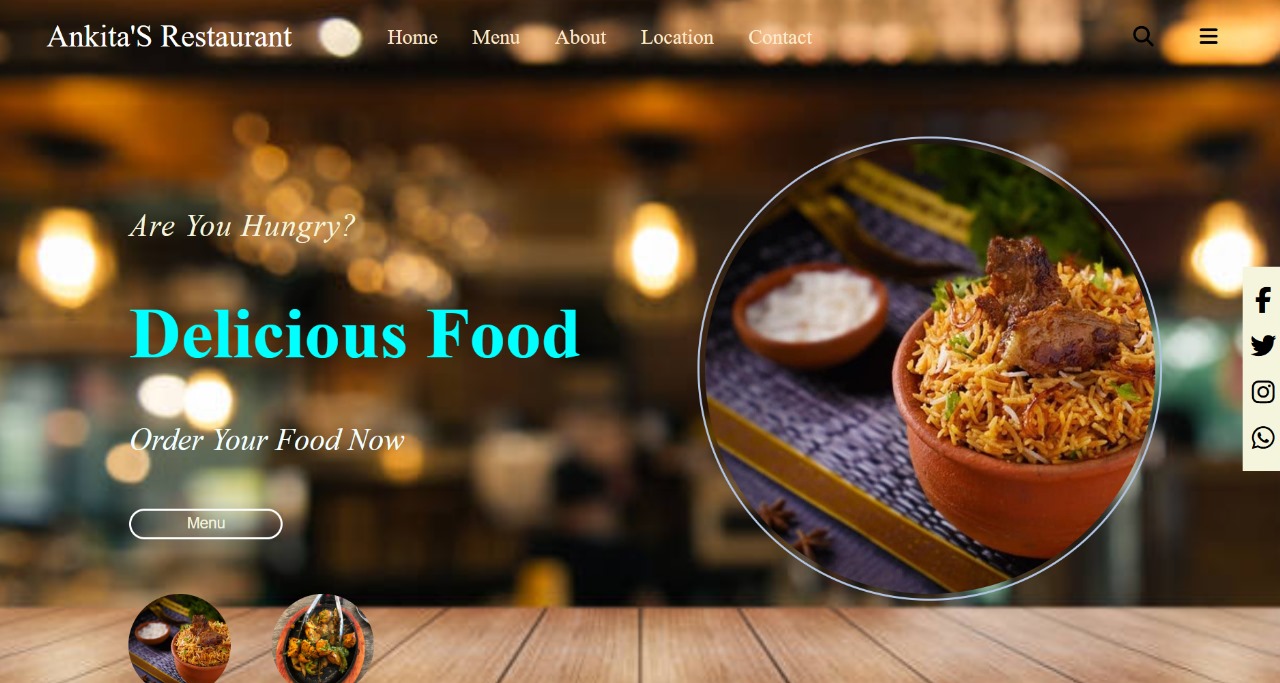 Ankita'S Restaurant
Home Menu About Location Contact
Are You Hungry?
Delicious Food
Order Your Food Now
Menu